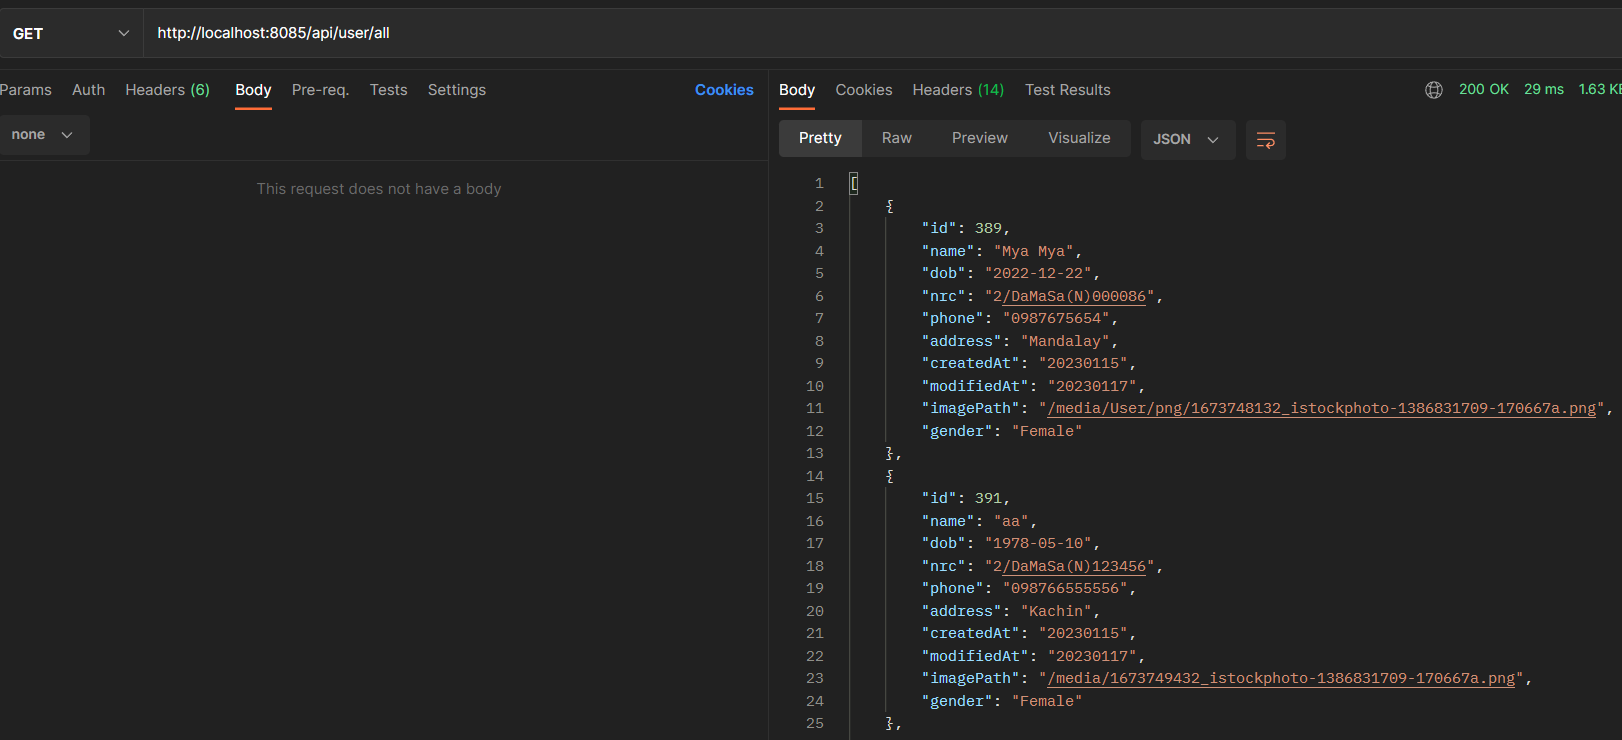 GET http://localhost:8085/api/user/all
Params Auth Headers (6) Body Pre-req. Tests Settings Cookies
none
This request does not have a body
Body Cookies Headers (14) Test Results 200 OK 29 ms 1.63 KB
Pretty Raw Preview Visualize JSON
1 [
2 {
3 "id": 389,
4 "name": "Mya Mya",
5 "dob": "2022-12-22",
6 "nrc": "2/DaMaSa(N)000086",
7 "phone": "0987675654",
8 "address": "Mandalay",
9 "createdAt": "20230115",
10 "modifiedAt": "20230117",
11 "imagePath": "/media/User/png/1673748132_istockphoto-1386831709-170667a.png",
12 "gender": "Female"
13 },
14 {
15 "id": 391,
16 "name": "aa",
17 "dob": "1978-05-10",
18 "nrc": "2/DaMaSa(N)123456",
19 "phone": "098766555556",
20 "address": "Kachin",
21 "createdAt": "20230115",
22 "modifiedAt": "20230117",
23 "imagePath": "/media/1673749432_istockphoto-1386831709-170667a.png",
24 "gender": "Female"
25 },